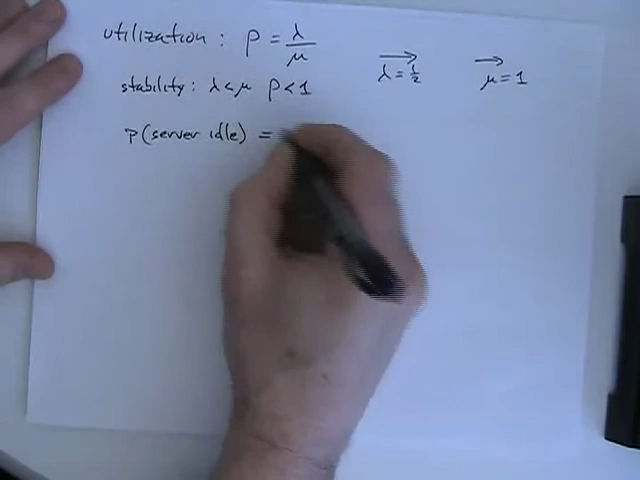 utilization : ρ = λ/μ
λ = 1/2
μ = 1
stability : λ < μ ρ < 1
P(server idle) =